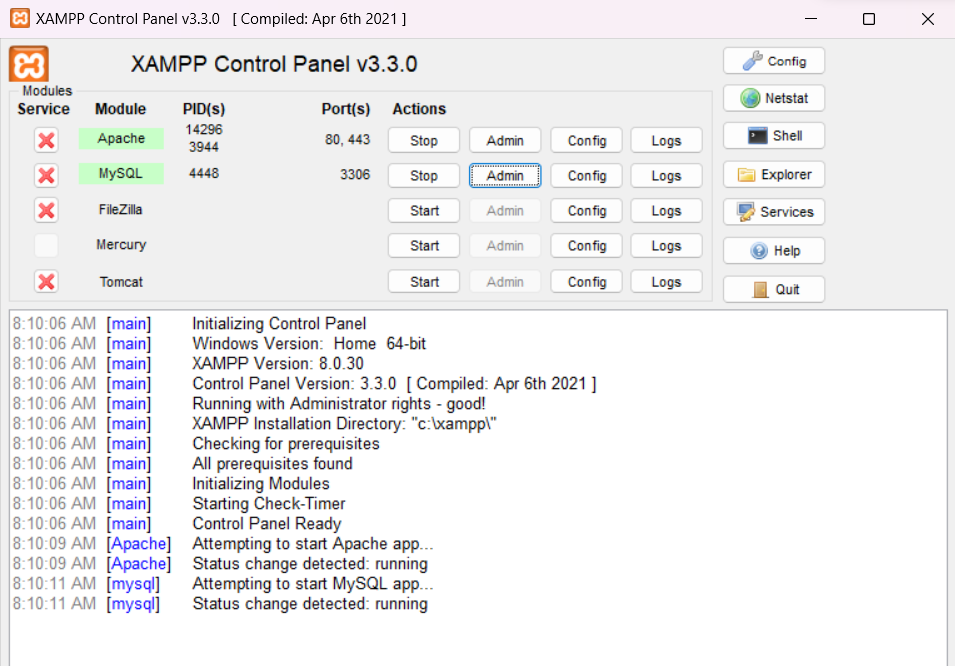 XAMPP Control Panel v3.3.0 [ Compiled: Apr 6th 2021 ]
XAMPP Control Panel v3.3.0
Config
Modules
Service Module PID(s) Port(s) Actions
Netstat
Apache 14296 3944 80, 443 Stop Admin Config Logs
Shell
MySQL 4448 3306 Stop Admin Config Logs
Explorer
FileZilla Start Admin Config Logs
Services
Mercury Start Admin Config Logs
Help
Tomcat Start Admin Config Logs
Quit
8:10:06 AM [main] Initializing Control Panel
8:10:06 AM [main] Windows Version: Home 64-bit
8:10:06 AM [main] XAMPP Version: 8.0.30
8:10:06 AM [main] Control Panel Version: 3.3.0 [ Compiled: Apr 6th 2021 ]
8:10:06 AM [main] Running with Administrator rights - good!
8:10:06 AM [main] XAMPP Installation Directory: "c:\xampp\"
8:10:06 AM [main] Checking for prerequisites
8:10:06 AM [main] All prerequisites found
8:10:06 AM [main] Initializing Modules
8:10:06 AM [main] Starting Check-Timer
8:10:06 AM [main] Control Panel Ready
8:10:09 AM [Apache] Attempting to start Apache app...
8:10:09 AM [Apache] Status change detected: running
8:10:11 AM [mysql] Attempting to start MySQL app...
8:10:11 AM [mysql] Status change detected: running